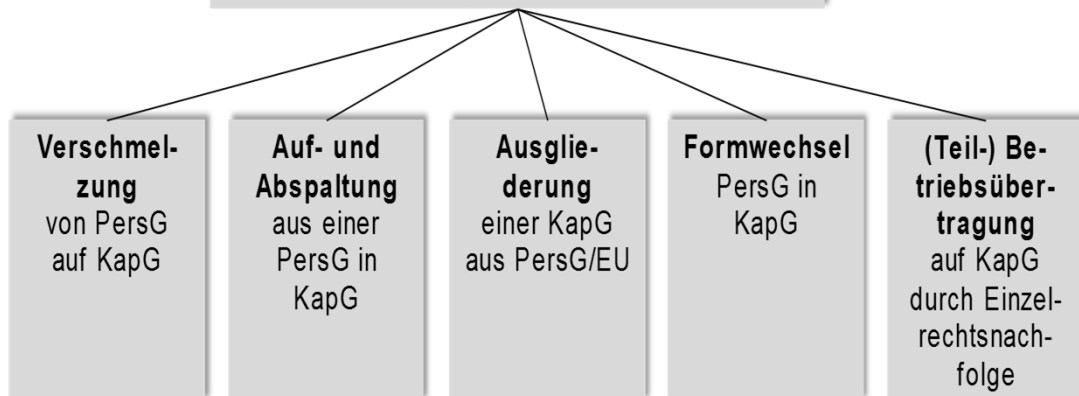 Verschmel-
zung
von PersG
auf KapG
Auf- und
Abspaltung
aus einer
PersG in
KapG
Ausglie-
derung
einer KapG
aus PersG/EU
Formwechsel
PersG in
KapG
(Teil-) Be-
triebsüber-
tragung
auf KapG
durch Einzel-
rechtsnach-
folge